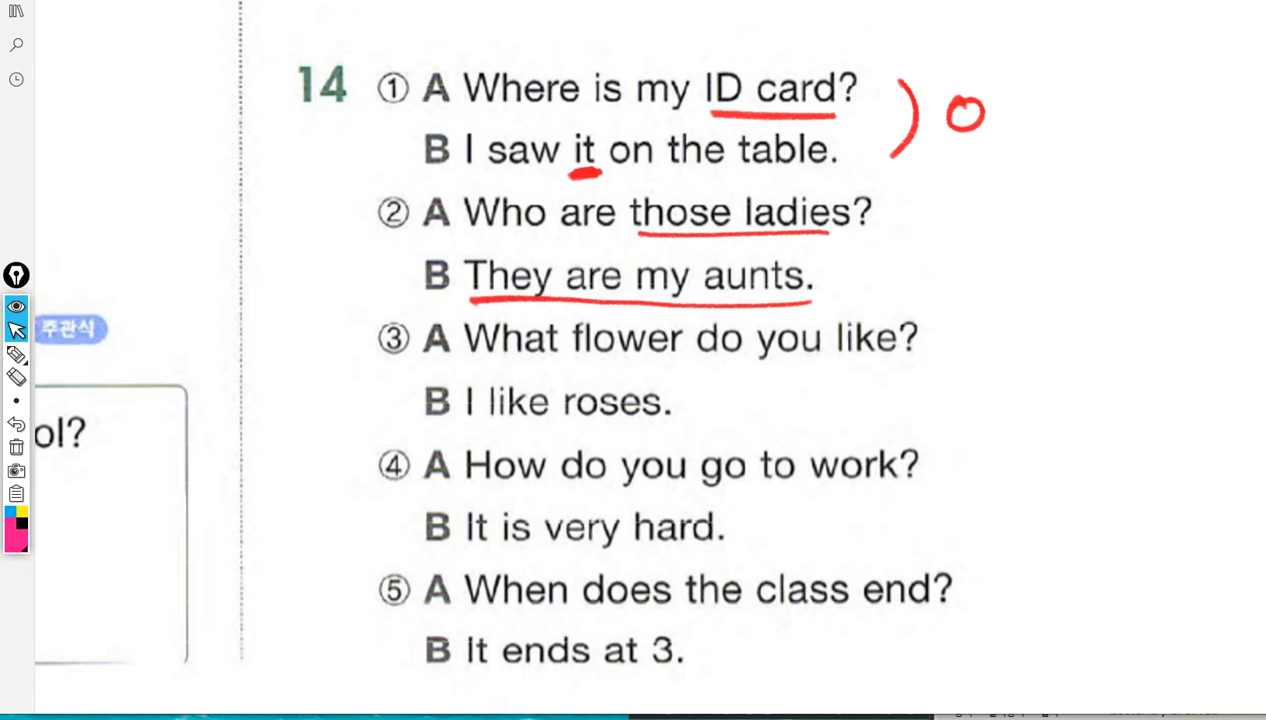 14 ① A Where is my ID card?
B I saw it on the table.
② A Who are those ladies?
B They are my aunts.
③ A What flower do you like?
B I like roses.
④ A How do you go to work?
B It is very hard.
⑤ A When does the class end?
B It ends at 3.
주관식
ol?